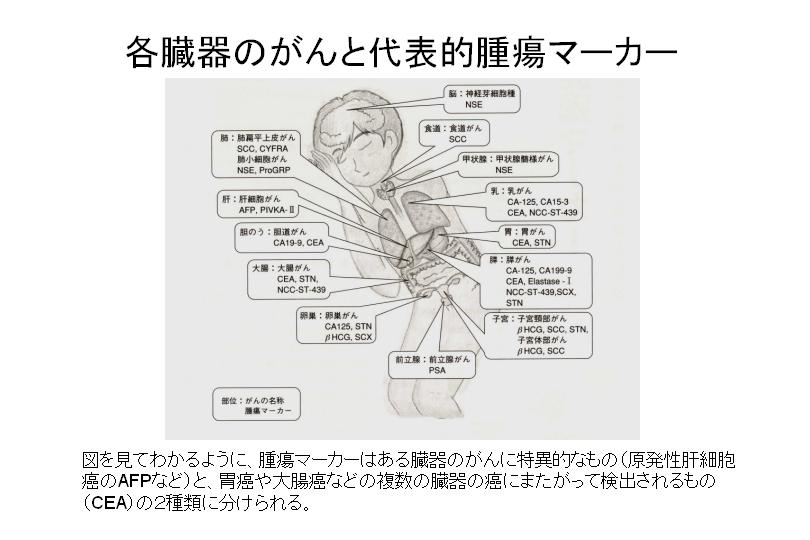 各臓器のがんと代表的腫瘍マーカー
脳：神経芽細胞種
NSE
食道：食道がん
SCC
肺：肺扁平上皮がん
SCC, CYFRA
肺小細胞がん
NSE, ProGRP
甲状腺：甲状腺髄様がん
NSE
肝：肝細胞がん
AFP, PIVKA-Ⅱ
乳：乳がん
CA-125, CA15-3
CEA, NCC-ST-439
胆のう：胆道がん
CA19-9, CEA
胃：胃がん
CEA, STN
大腸：大腸がん
CEA, STN,
NCC-ST-439
膵：膵がん
CA-125, CA199-9
CEA, Elastase -Ⅰ
NCC-ST-439,SCX,
STN
卵巣：卵巣がん
CA125, STN
βHCG, SCX
子宮：子宮頸部がん
βHCG, SCC, STN,
子宮体部がん
βHCG, SCC
前立腺：前立腺がん
PSA
部位：がんの名称
腫瘍マーカー
図を見てわかるように、腫瘍マーカーはある臓器のがんに特異的なもの（原発性肝細胞
癌のAFPなど）と、胃癌や大腸癌などの複数の臓器の癌にまたがって検出されるもの
（CEA）の２種類に分けられる。